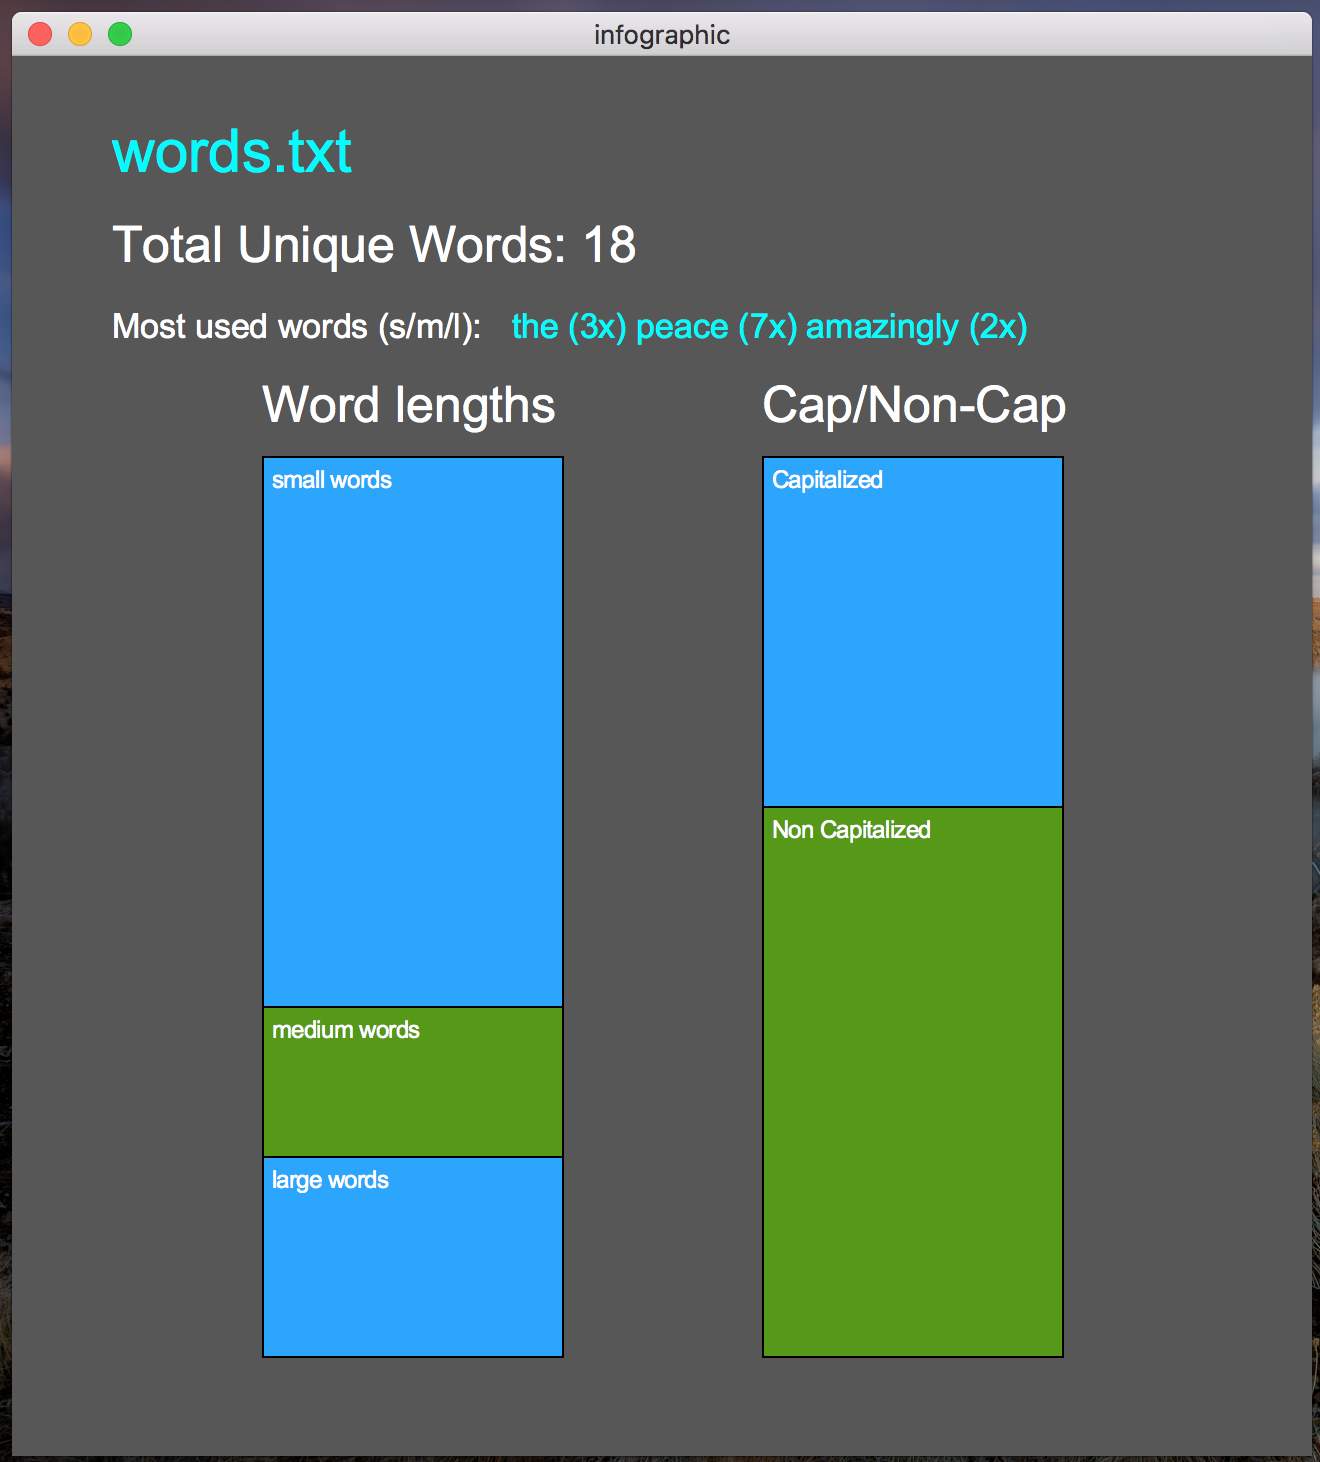 infographic
words.txt
Total Unique Words: 18
Most used words (s/m/l): the (3x) peace (7x) amazingly (2x)
Word lengths
Cap/Non-Cap
small words
Capitalized
Non Capitalized
medium words
large words